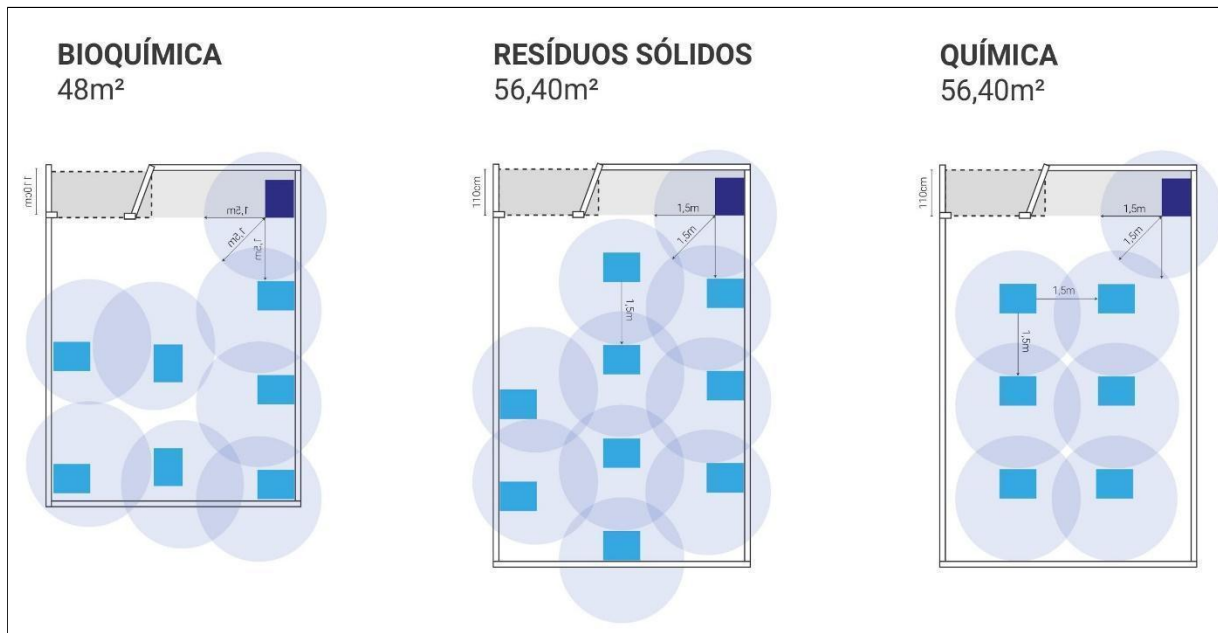 BIOQUÍMICA
48m²
110cm
1,5m
1,5m
1,5m
RESÍDUOS SÓLIDOS
56,40m²
110cm
1,5m
1,5m
1,5m
QUÍMICA
56,40m²
110cm
1,5m
1,5m
1,5m
1,5m